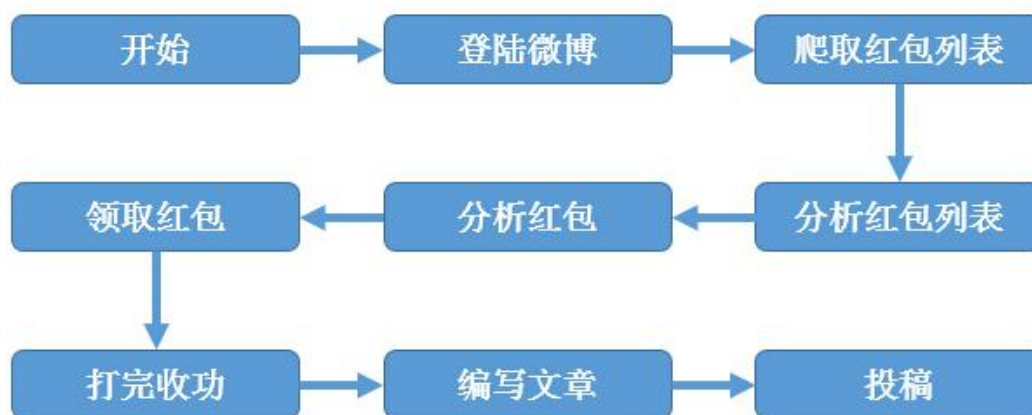 开始
登陆微博
爬取红包列表
分析红包列表
分析红包
领取红包
打完收功
编写文章
投稿